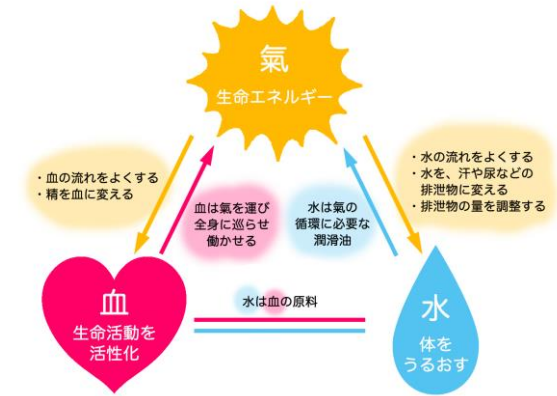 氣
生命エネルギー
・血の流れをよくする
・精を血に変える
血は氣を運び
全身に巡らせ
働かせる
水は氣の
循環に必要な
潤滑油
・水の流れをよくする
・水を、汗や尿などの
排泄物に変える
・排泄物の量を調整する
血
生命活動を
活性化
水は血の原料
水
体を
うるおす